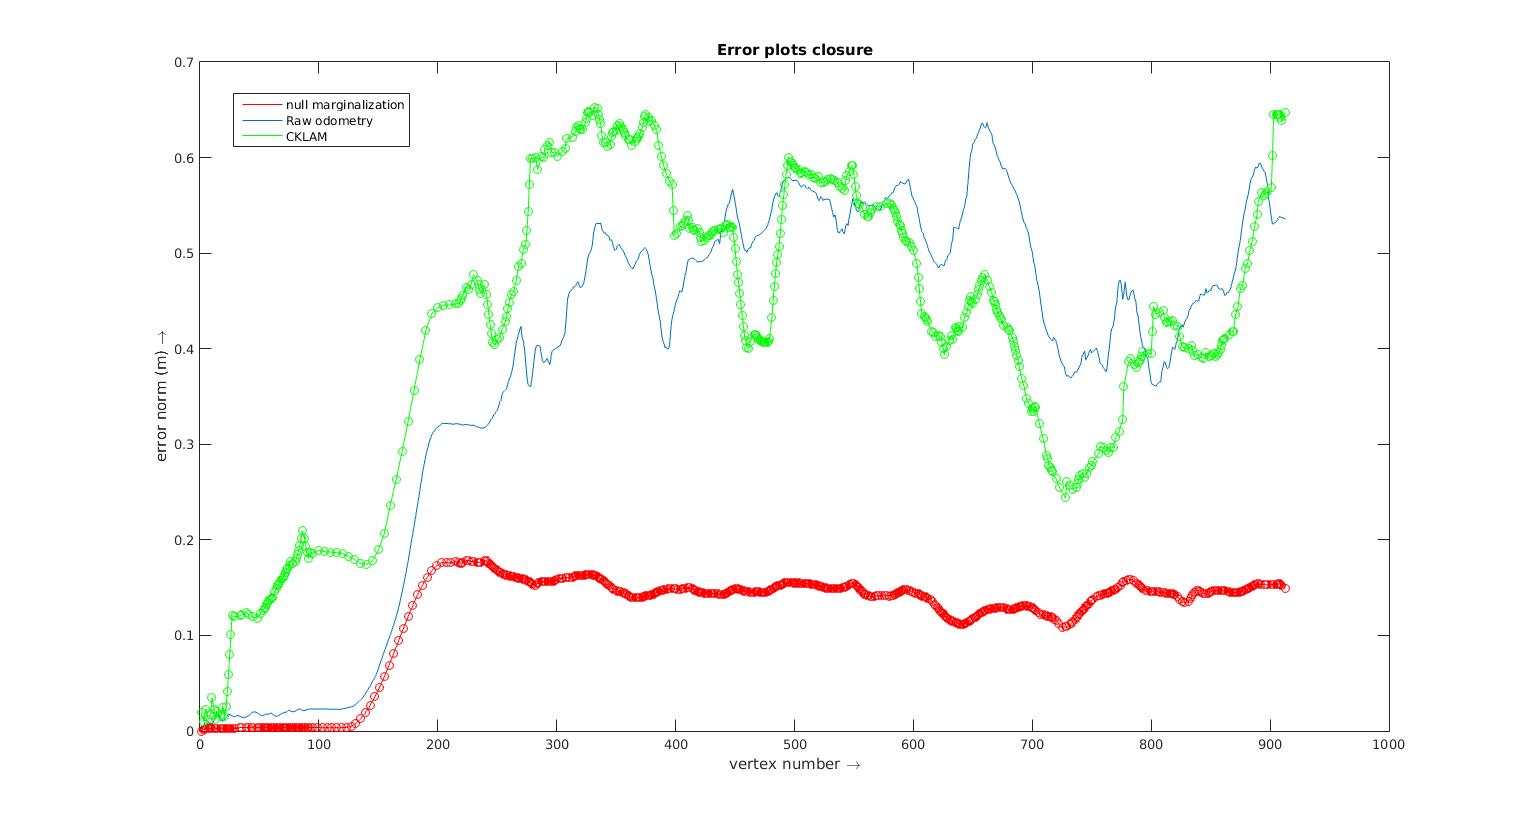 Error plots closure
0.7
0.6
0.5
0.4
0.3
0.2
0.1
0
null marginalization
Raw odometry
CKLAM
error norm (m) →
0 100 200 300 400 500 600 700 800 900 1000
vertex number →